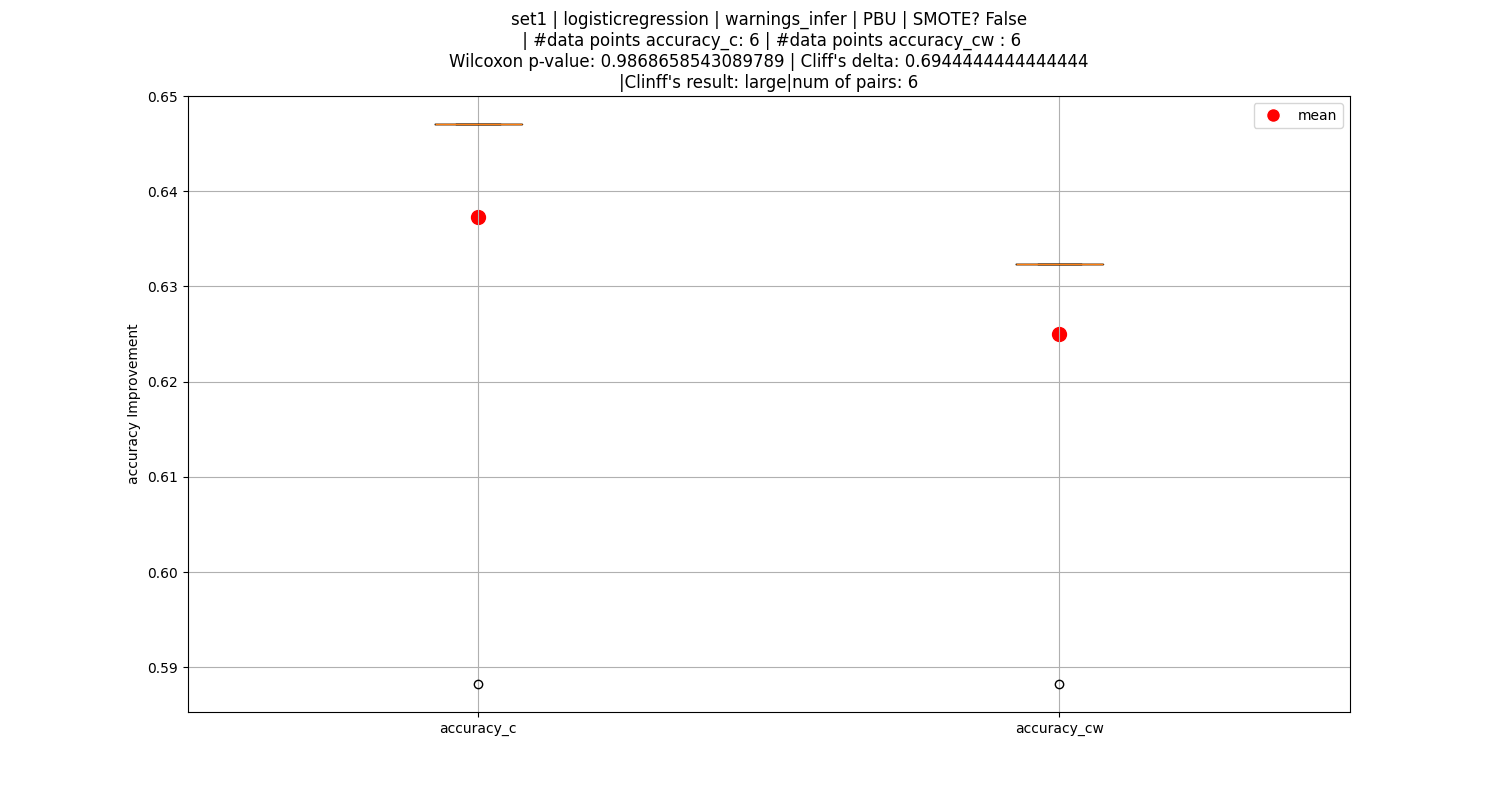 set1 | logisticregression | warnings_infer | PBU | SMOTE? False
| #data points accuracy_c: 6 | #data points accuracy_cw : 6
Wilcoxon p-value: 0.9868658543089789 | Cliff's delta: 0.6944444444444444
|Clinff's result: large|num of pairs: 6
mean
0.65
0.64
0.63
0.62
0.61
0.60
0.59
accuracy Improvement
accuracy_c
accuracy_cw